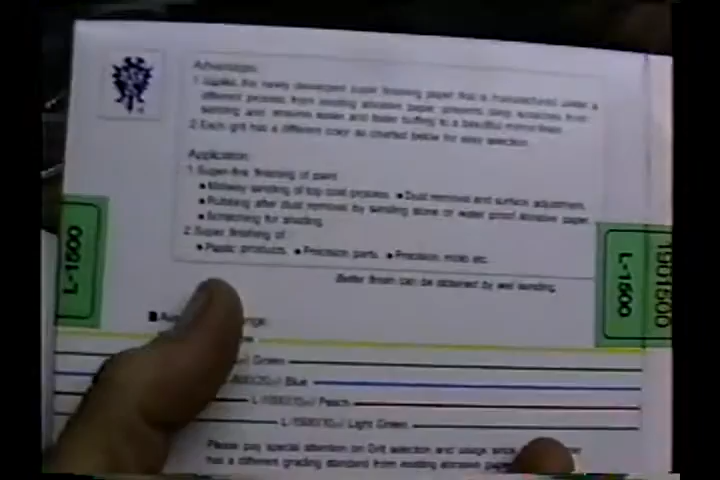 Advantages:
1. is newly developed super finishing paper that is manufactured under a
different process from existing abrasive paper, prevents deep scratches from
sanding and ensures easier and faster buffing to a beautiful mirror finish.
2. Each grit has a different color as charted below for easy selection.
Application:
1. Super-fine finishing of paint
● Midway sanding of top coat process. ● Dust removal and surface adjustment.
● Rubbing after dust removal by sanding stone or water proof abrasive paper.
● Scratching for shading.
2. Super finishing of
● Plastic products. ● Precision parts. ● Precision mold etc.
Better finish can be obtained by wet sanding.
L-1500
L-1500
1901500
Green
Blue
Peach
Light Green
Please pay special attention on Grit selection and usage since
has a different grading standard from existing abrasive